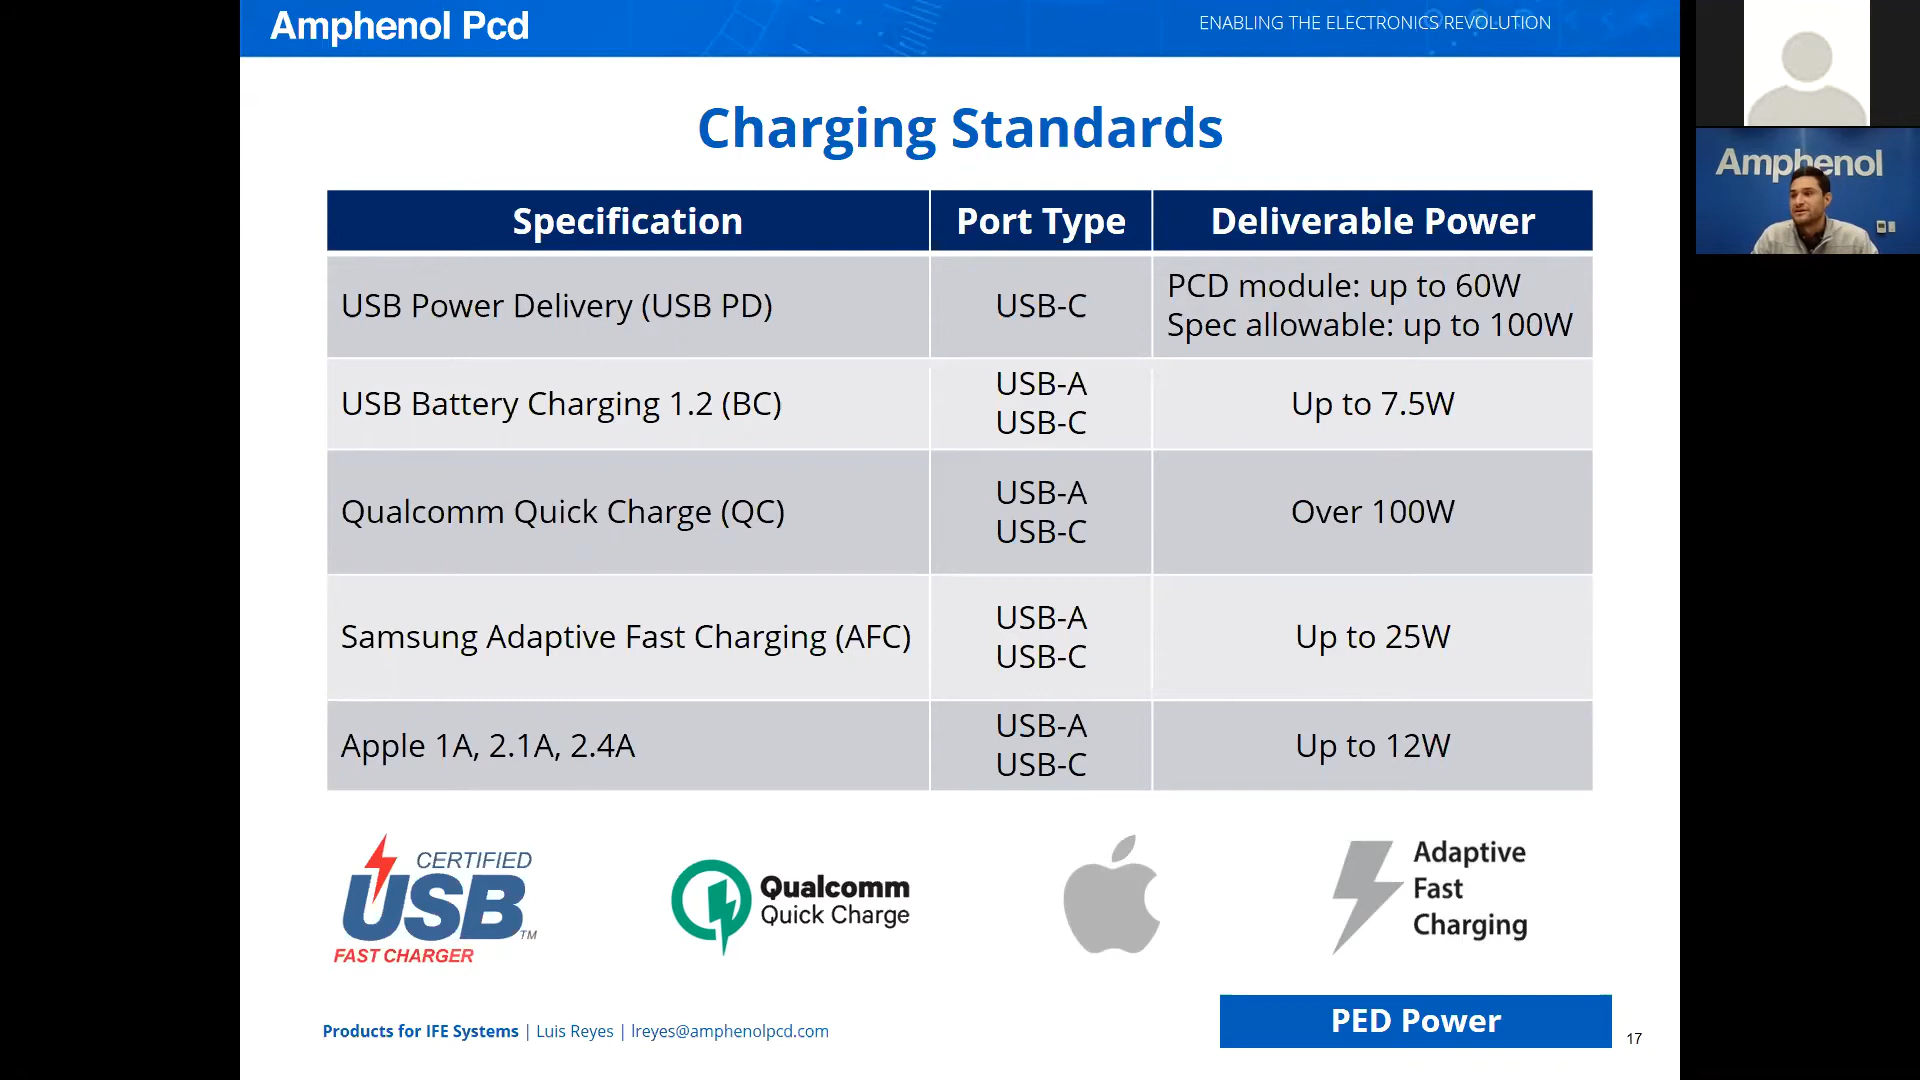 Amphenol Pcd
ENABLING THE ELECTRONICS REVOLUTION
Charging Standards
Specification Port Type Deliverable Power
USB Power Delivery (USB PD) USB-C PCD module: up to 60W
Spec allowable: up to 100W
USB Battery Charging 1.2 (BC) USB-A
USB-C Up to 7.5W
Qualcomm Quick Charge (QC) USB-A
USB-C Over 100W
Samsung Adaptive Fast Charging (AFC) USB-A
USB-C Up to 25W
Apple 1A, 2.1A, 2.4A USB-A
USB-C Up to 12W
CERTIFIED
USB™
FAST CHARGER
Qualcomm
Quick Charge
Adaptive
Fast
Charging
Products for IFE Systems | Luis Reyes | lreyes@amphenolpcd.com
PED Power
17
Amphenol